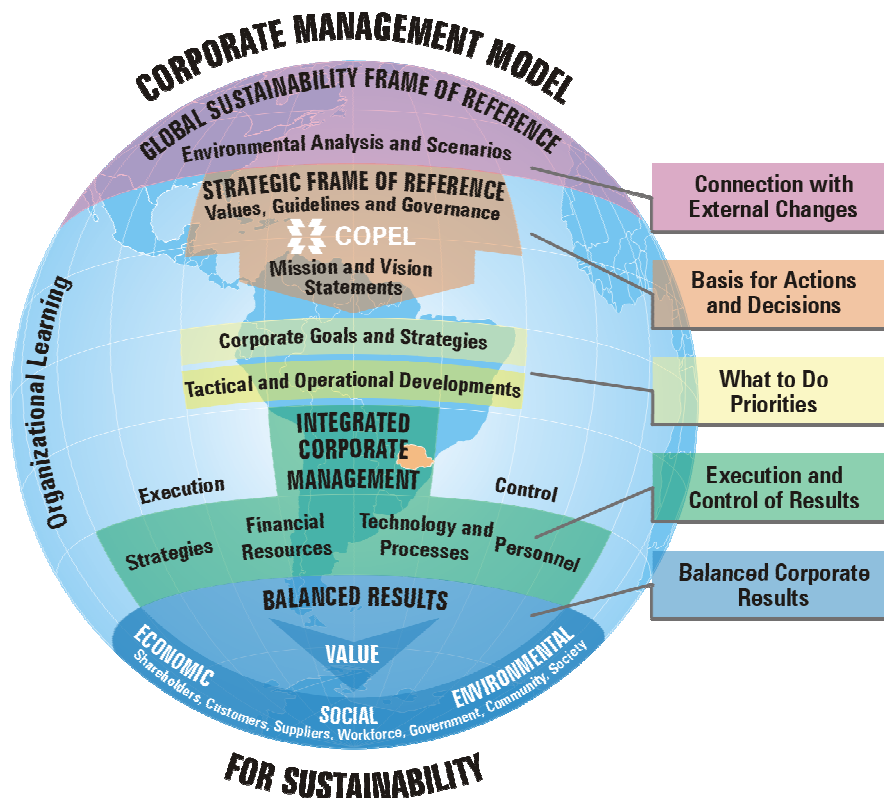 CORPORATE MANAGEMENT MODEL
GLOBAL SUSTAINABILITY FRAME OF REFERENCE
Environmental Analysis and Scenarios
STRATEGIC FRAME OF REFERENCE
Values, Guidelines and Governance
COPEL
Mission and Vision
Statements
Corporate Goals and Strategies
Tactical and Operational Developments
INTEGRATED
CORPORATE
MANAGEMENT
Organizational Learning
Execution
Control
Strategies
Financial
Resources
Technology and
Processes
Personnel
BALANCED RESULTS
VALUE
ECONOMIC
SOCIAL
ENVIRONMENTAL
Shareholders, Customers, Suppliers, Workforce, Government, Community, Society
FOR SUSTAINABILITY
Connection with
External Changes
Basis for Actions
and Decisions
What to Do
Priorities
Execution and
Control of Results
Balanced Corporate
Results